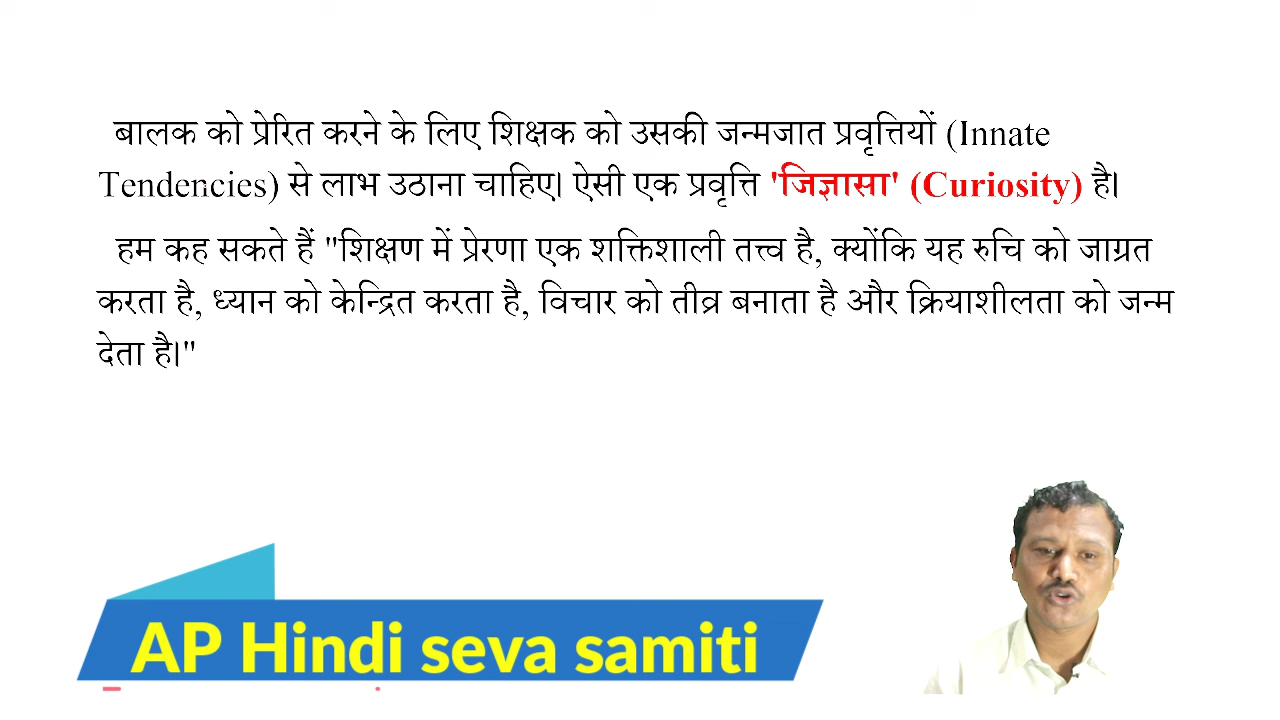 बालक को प्रेरित करने के लिए शिक्षक को उसकी जन्मजात प्रवृत्तियों (Innate
Tendencies) से लाभ उठाना चाहिए। ऐसी एक प्रवृत्ति 'जिज्ञासा' (Curiosity) है।
हम कह सकते हैं "शिक्षण में प्रेरणा एक शक्तिशाली तत्त्व है, क्योंकि यह रुचि को जाग्रत
करता है, ध्यान को केन्द्रित करता है, विचार को तीव्र बनाता है और क्रियाशीलता को जन्म
देता है।"
AP Hindi seva samiti